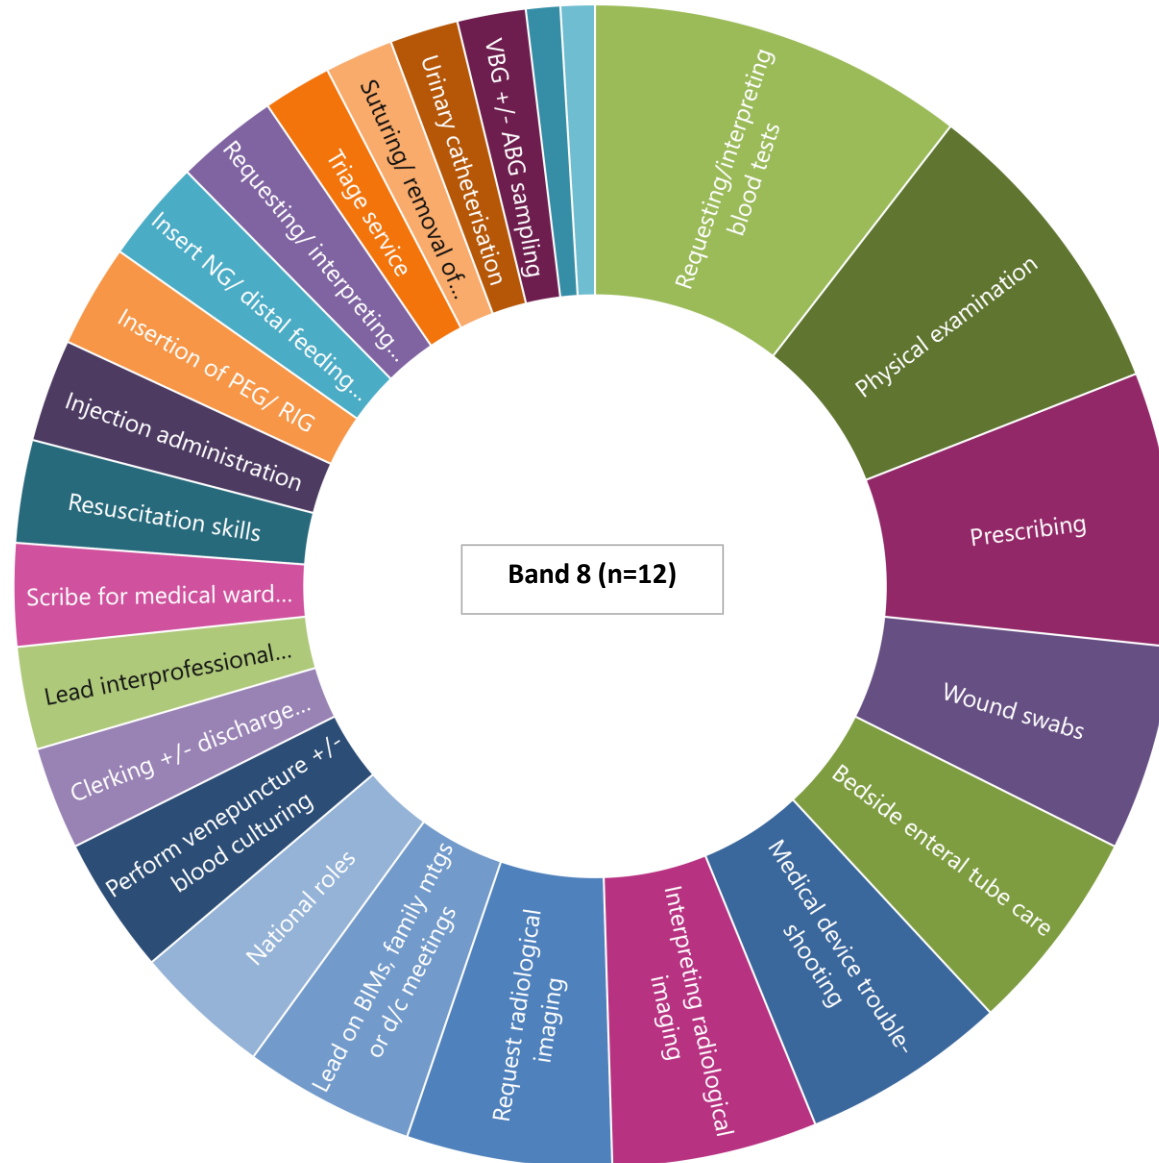 Requesting/interpreting
blood tests
Physical examination
Prescribing
Wound swabs
Bedside enteral tube care
Medical device trouble-
shooting
Interpreting radiological
imaging
Request radiological
imaging
Lead on BIMs, family mtgs
or d/c meetings
National roles
Perform venepuncture +/-
blood culturing
Clerking +/- discharge...
Lead interprofessional...
Scribe for medical ward...
Resuscitation skills
Injection administration
Insertion of PEG/ RIG
Insert NG/ distal feeding...
Requesting/ interpreting...
Triage service
Suturing/ removal of...
Urinary catheterisation
VBG +/- ABG sampling
Band 8 (n=12)